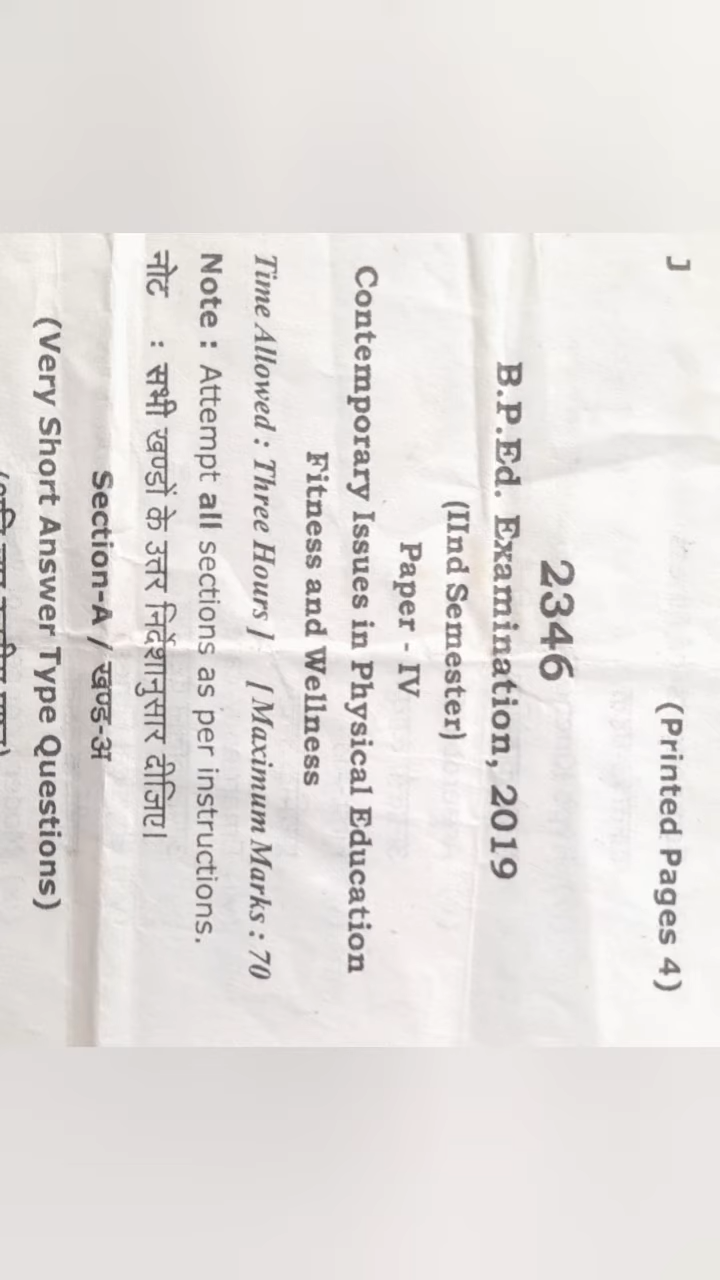 ]
(Printed Pages 4)
2346
B.P.Ed. Examination, 2019
(IInd Semester)
Paper - IV
Contemporary Issues in Physical Education
Fitness and Wellness
Time Allowed : Three Hours ] [ Maximum Marks : 70
Note : Attempt all sections as per instructions.
नोट : सभी खण्डों के उत्तर निर्देशानुसार दीजिए।
Section-A / खण्ड-अ
(Very Short Answer Type Questions)